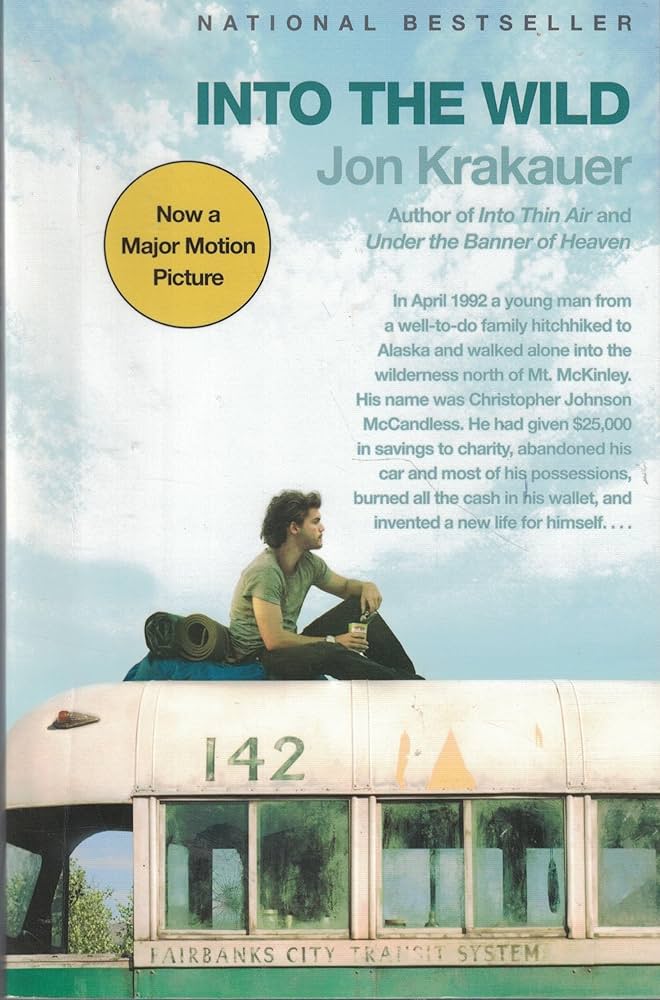 NATIONAL BESTSELLER
INTO THE WILD
Jon Krakauer
Author of Into Thin Air and
Under the Banner of Heaven
Now a
Major Motion
Picture
In April 1992 a young man from
a well-to-do family hitchhiked to
Alaska and walked alone into the
wilderness north of Mt. McKinley.
His name was Christopher Johnson
McCandless. He had given $25,000
in savings to charity, abandoned his
car and most of his possessions,
burned all the cash in his wallet, and
invented a new life for himself. . . .
142
FAIRBANKS CITY TRANSIT SYSTEM